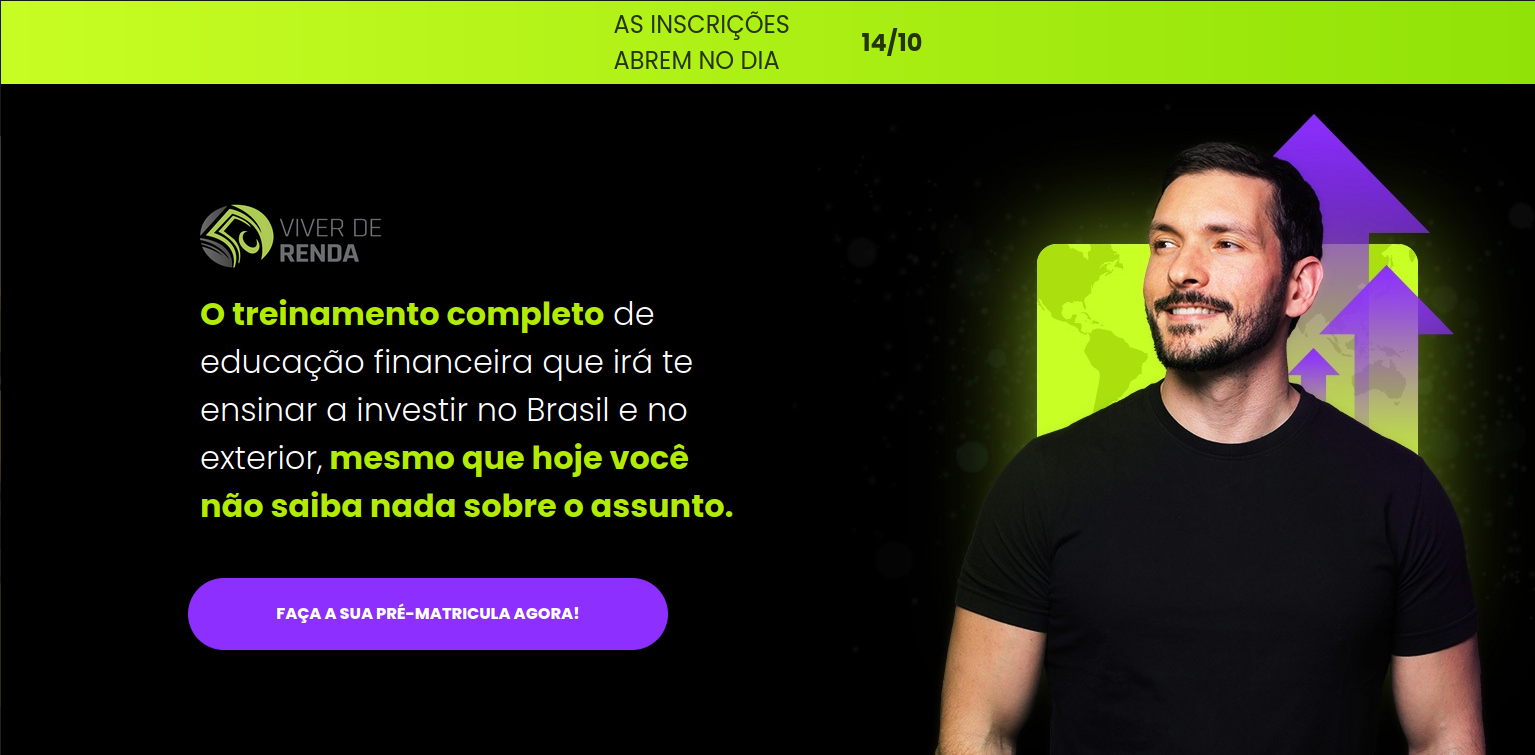 AS INSCRIÇÕES
ABREM NO DIA
14/10
VIVER DE
RENDA
O treinamento completo de
educação financeira que irá te
ensinar a investir no Brasil e no
exterior, mesmo que hoje você
não saiba nada sobre o assunto.
FAÇA A SUA PRÉ-MATRICULA AGORA!